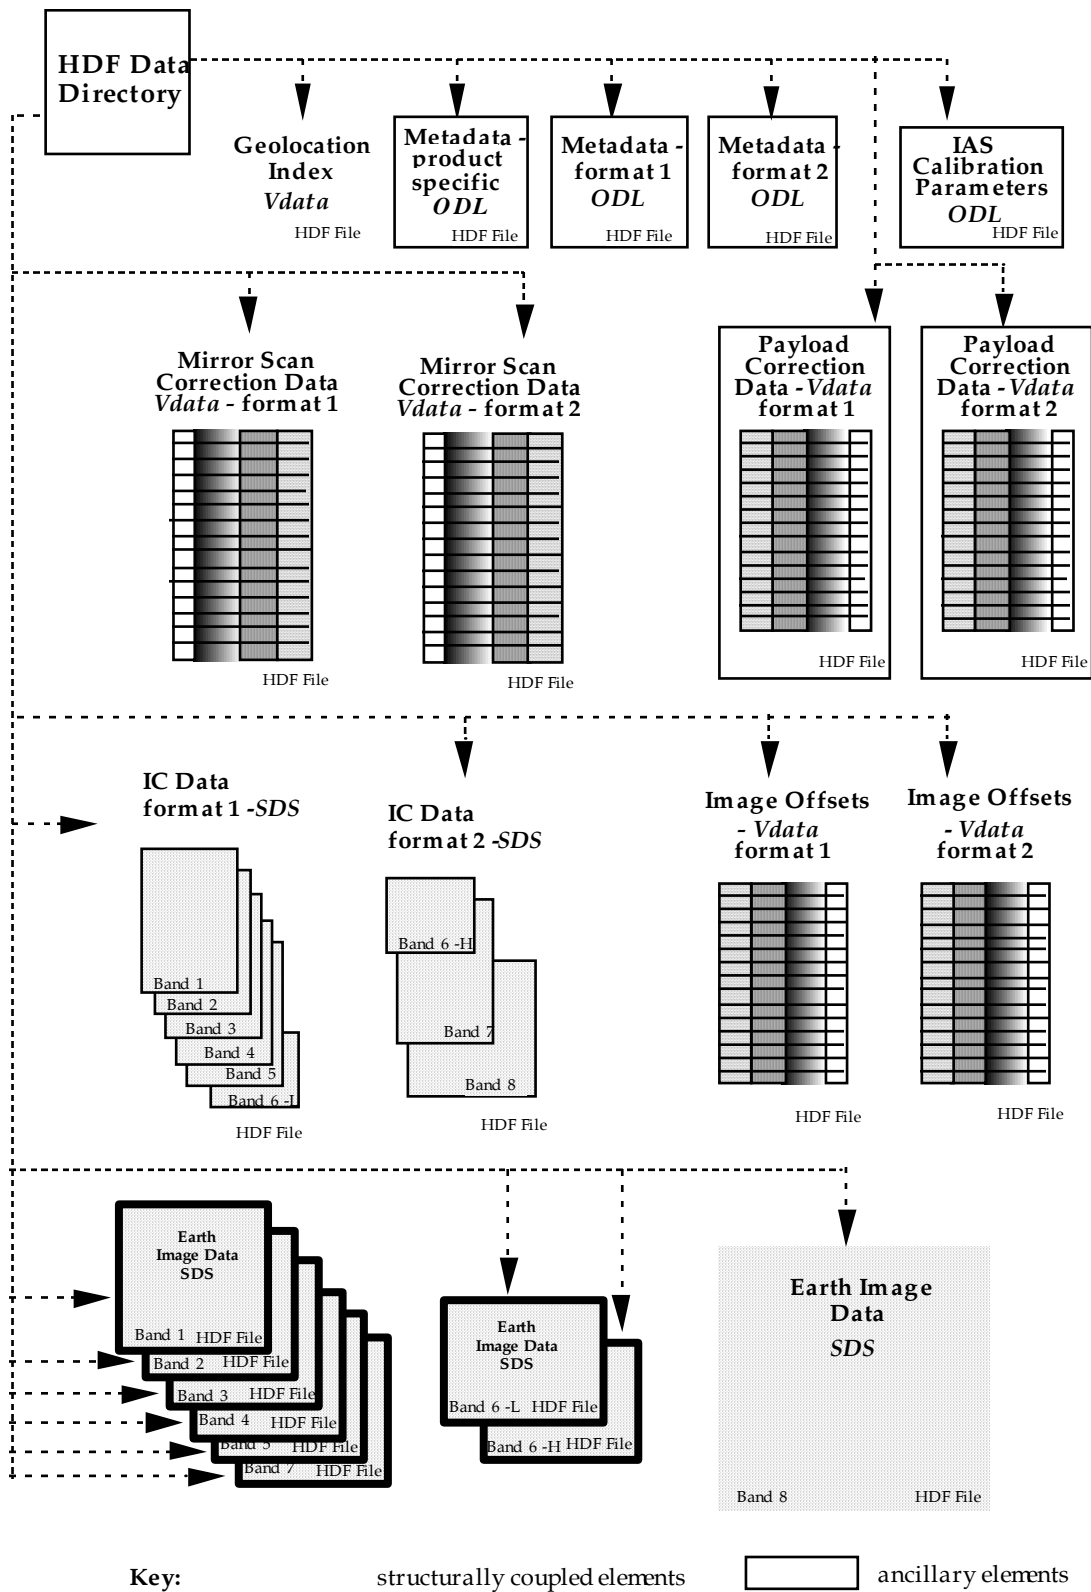 HDF Data
Directory
Geolocation
Index
Vdata
HDF File
Metadata -
product
specific
ODL
HDF File
Metadata -
format 1
ODL
HDF File
Metadata -
format 2
ODL
HDF File
IAS
Calibration
Parameters
ODL
HDF File
Mirror Scan
Correction Data
Vdata - format 1
HDF File
Mirror Scan
Correction Data
Vdata - format 2
HDF File
Payload
Correction
Data - Vdata
format 1
HDF File
Payload
Correction
Data - Vdata
format 2
HDF File
IC Data
format 1 -SDS
Band 1
Band 2
Band 3
Band 4
Band 5
Band 6 -L
HDF File
IC Data
format 2 -SDS
Band 6 -H
Band 7
Band 8
HDF File
Image Offsets
- Vdata
format 1
HDF File
Image Offsets
- Vdata
format 2
HDF File
Earth
Image Data
SDS
Band 1 HDF File
Band 2 HDF File
Band 3 HDF File
Band 4 HDF File
Band 5 HDF File
Band 7 HDF File
Earth
Image Data
SDS
Band 6 -L HDF File
Band 6 -H HDF File
Earth Image
Data
SDS
Band 8 HDF File
Key: structurally coupled elements ancillary elements